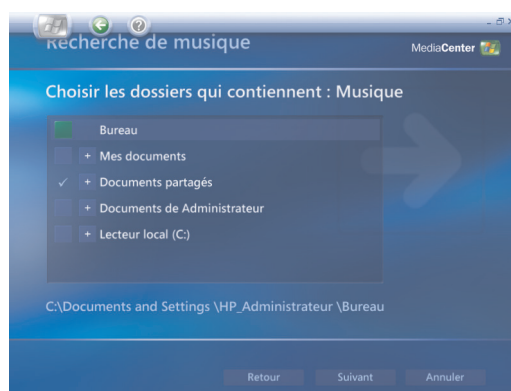 Recherche de musique
MediaCenter
Choisir les dossiers qui contiennent : Musique
Bureau
+ Mes documents
✓ + Documents partagés
+ Documents de Administrateur
+ Lecteur local (C:)
C:\Documents and Settings \HP_Administrateur \Bureau
Retour Suivant Annuler